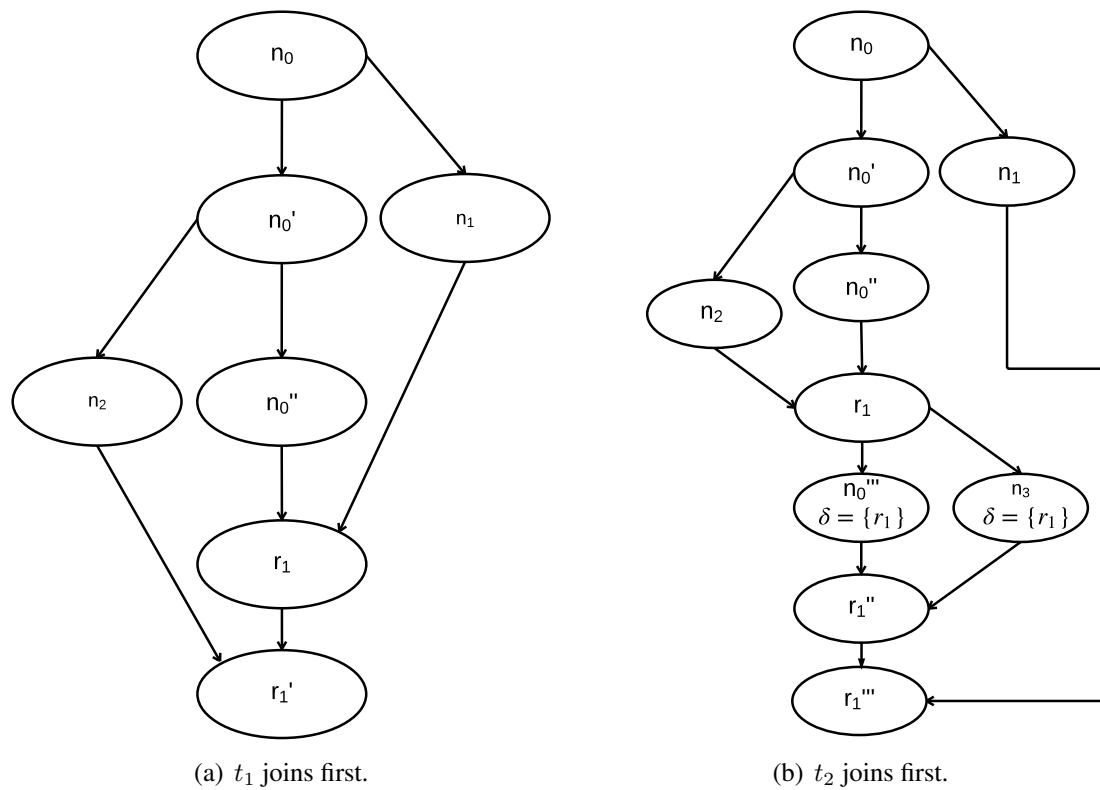 n₀
n₀'
n₁
n₂
n₀''
r₁
r₁'
(a) t₁ joins first.
n₀
n₀'
n₁
n₀''
n₂
r₁
n₀'''
δ = {r₁}
n₃
δ = {r₁}
r₁''
r₁'''
(b) t₂ joins first.